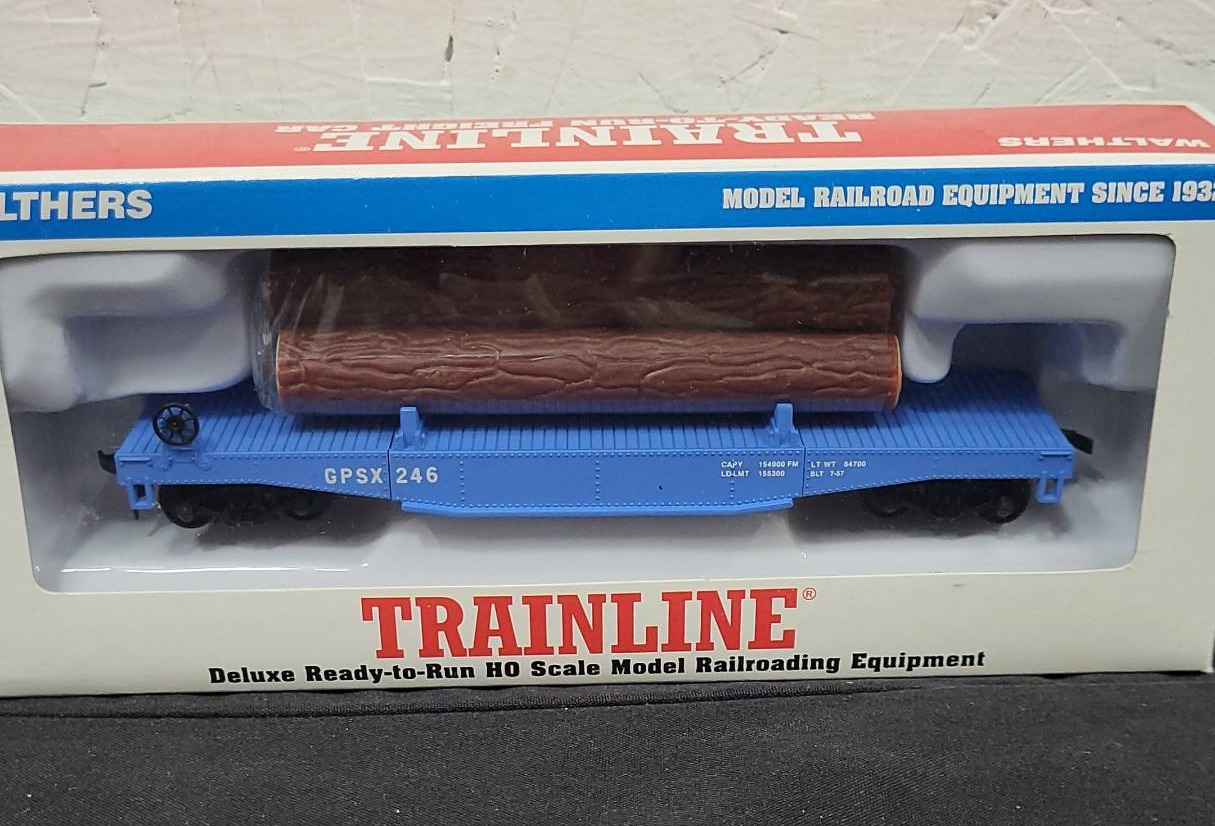 TRAINLINE®
READY-TO-RUN FREIGHT CAR
WALTHERS
LTHERS
MODEL RAILROAD EQUIPMENT SINCE 193
GPSX 246
CAPY 154000 FM
LD-LMT 155300
LT WT 64700
BLT 7-57
TRAINLINE®
Deluxe Ready-to-Run HO Scale Model Railroading Equipment